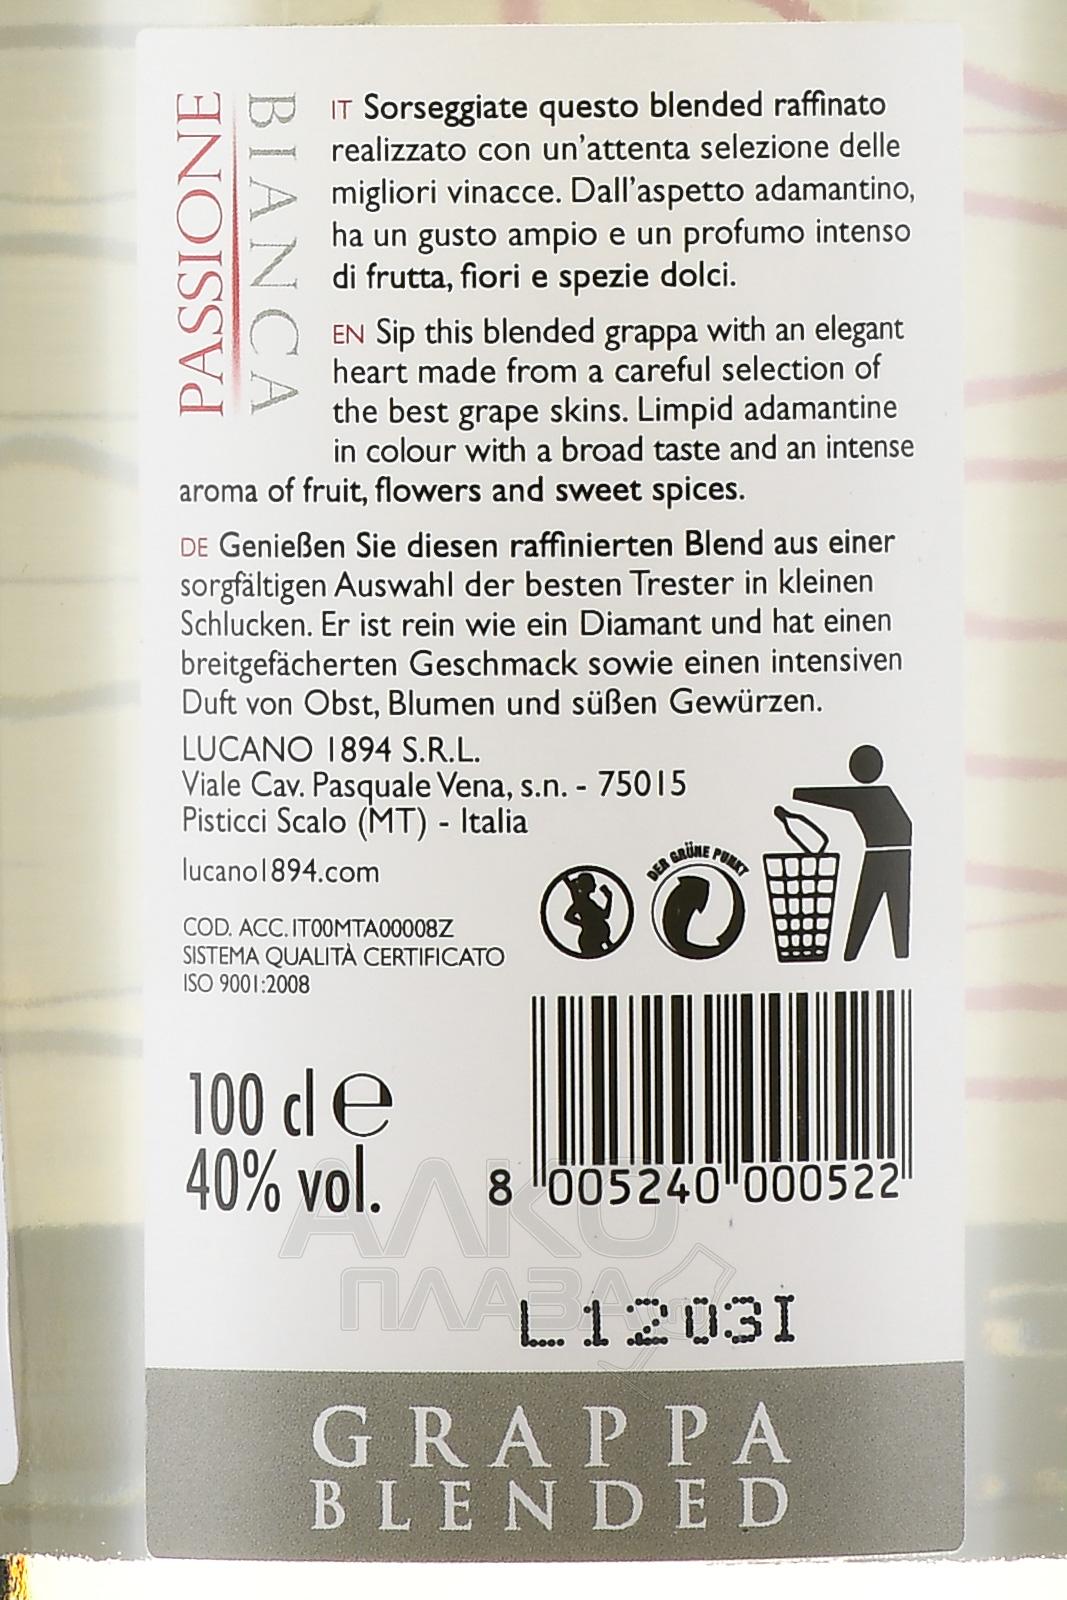 PASSIONE
BIANCA
IT Sorseggiate questo blended raffinato
realizzato con un'attenta selezione delle
migliori vinacce. Dall'aspetto adamantino,
ha un gusto ampio e un profumo intenso
di frutta, fiori e spezie dolci.
EN Sip this blended grappa with an elegant
heart made from a careful selection of
the best grape skins. Limpid adamantine
in colour with a broad taste and an intense
aroma of fruit, flowers and sweet spices.
DE Genießen Sie diesen raffinierten Blend aus einer
sorgfältigen Auswahl der besten Trester in kleinen
Schlucken. Er ist rein wie ein Diamant und hat einen
breitgefächerten Geschmack sowie einen intensiven
Duft von Obst, Blumen und süßen Gewürzen.
LUCANO 1894 S.R.L.
Viale Cav. Pasquale Vena, s.n. - 75015
Pisticci Scalo (MT) - Italia
lucano1894.com
DER GRÜNE PUNKT
COD. ACC. IT00MTA00008Z
SISTEMA QUALITÀ CERTIFICATO
ISO 9001:2008
100 cl e
40% vol.
8 005240 000522
АЛКО
ПЛАЗА
L1203I
GRAPPA
BLENDED